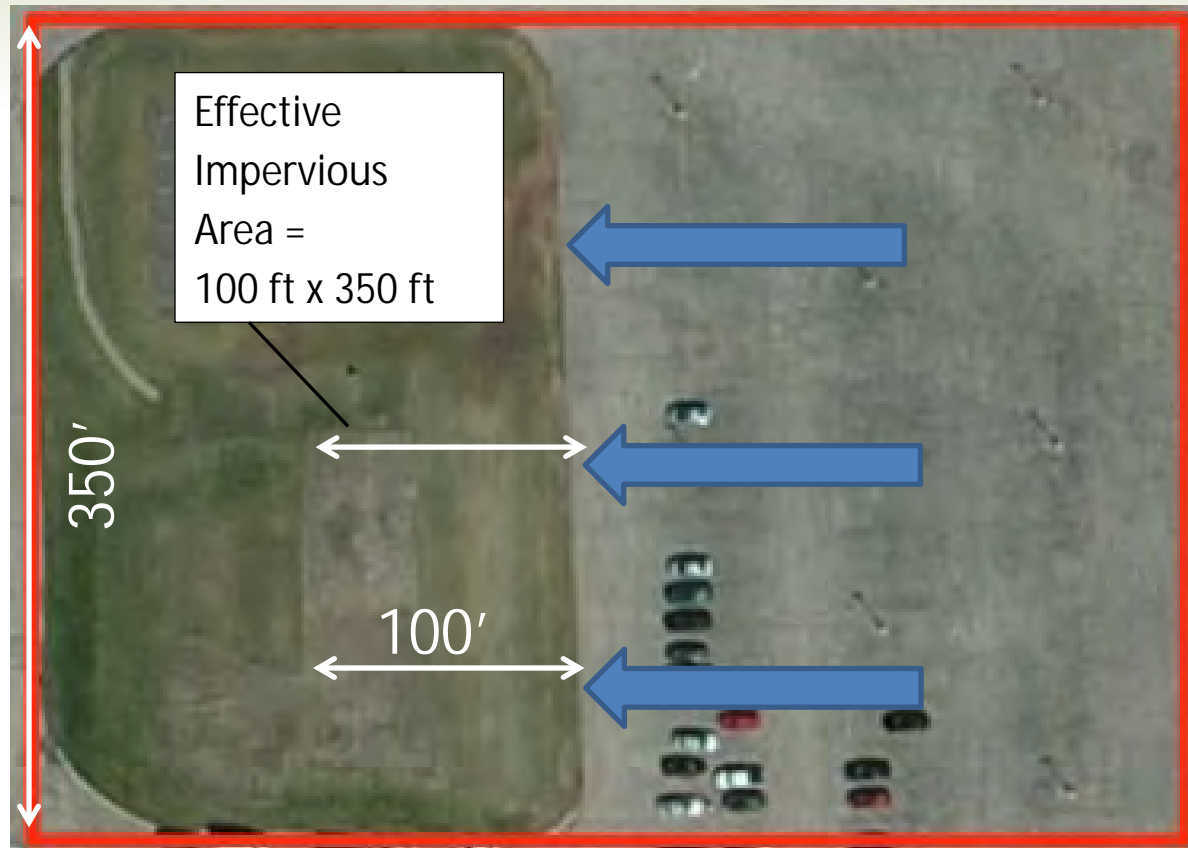 Effective
Impervious
Area =
100 ft x 350 ft
350'
100'